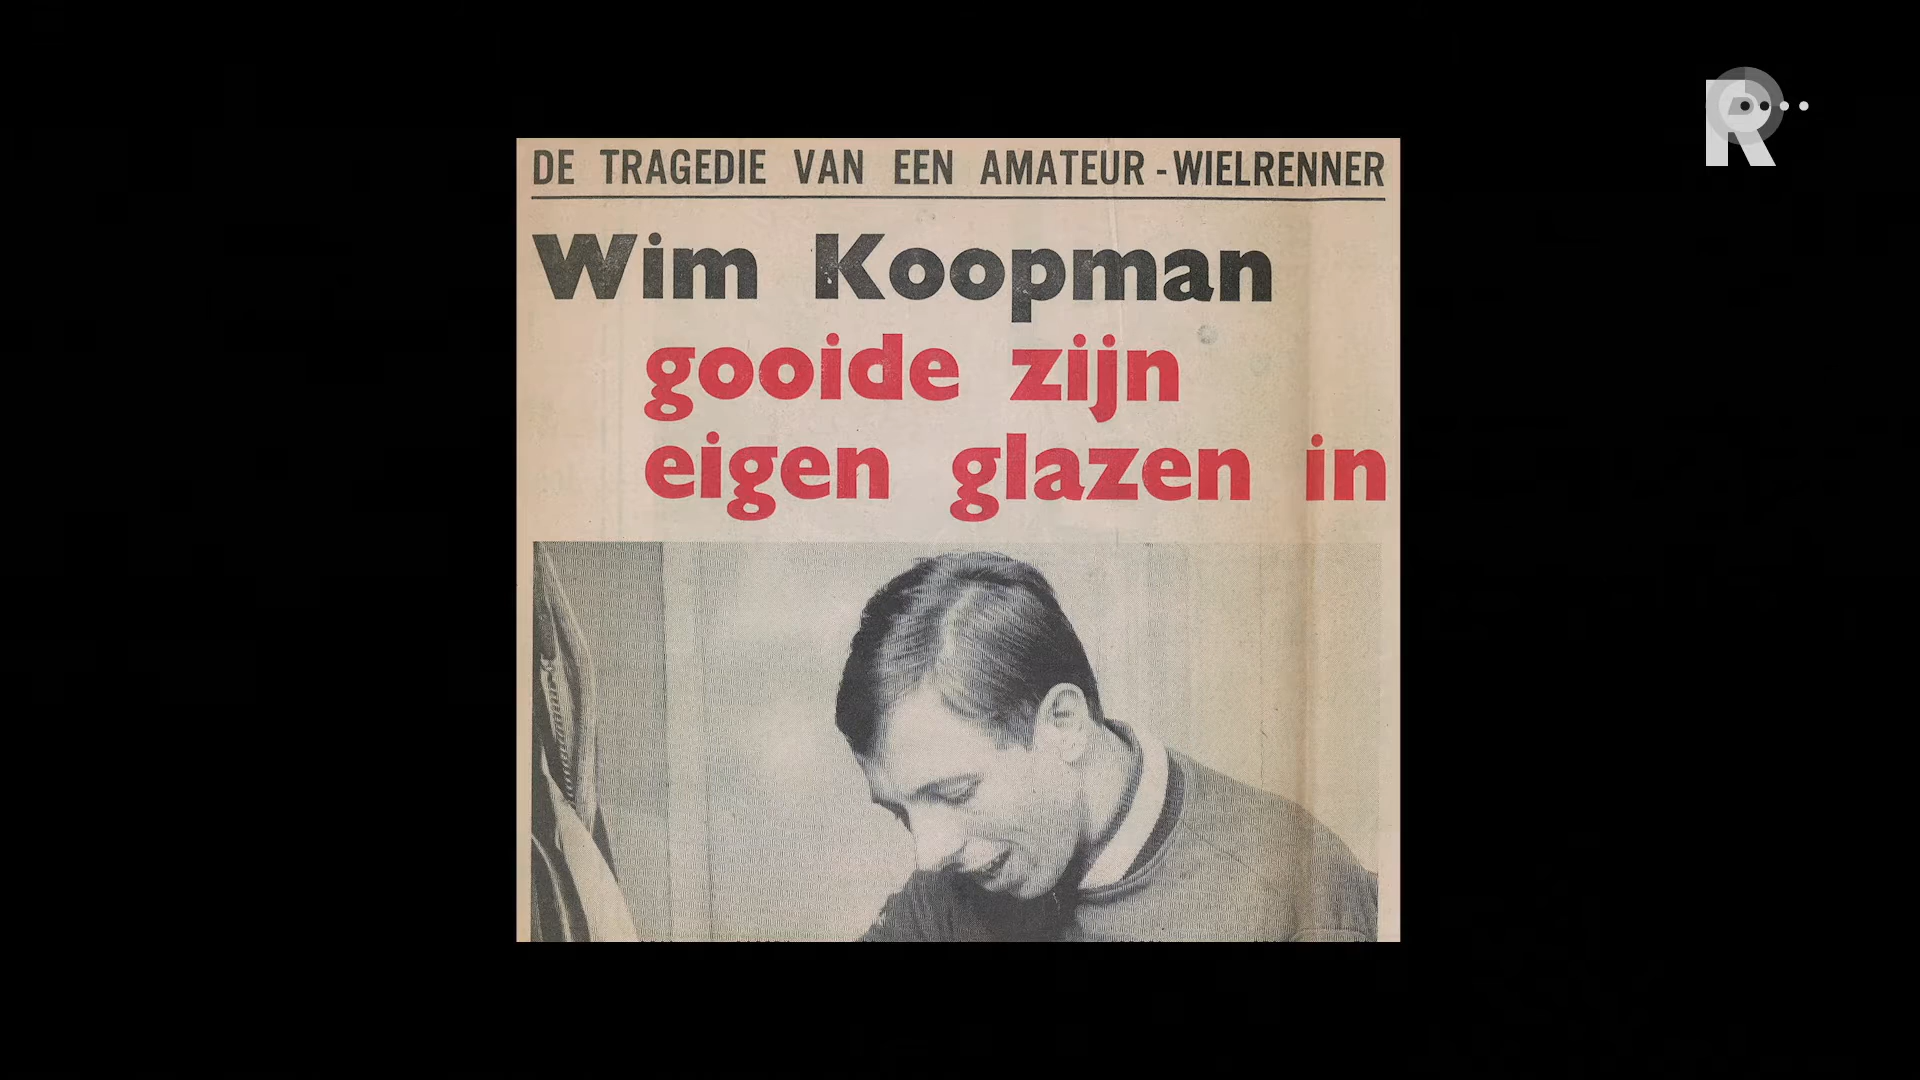 DE TRAGEDIE VAN EEN AMATEUR-WIELRENNER
Wim Koopman
gooide zijn
eigen glazen in
R